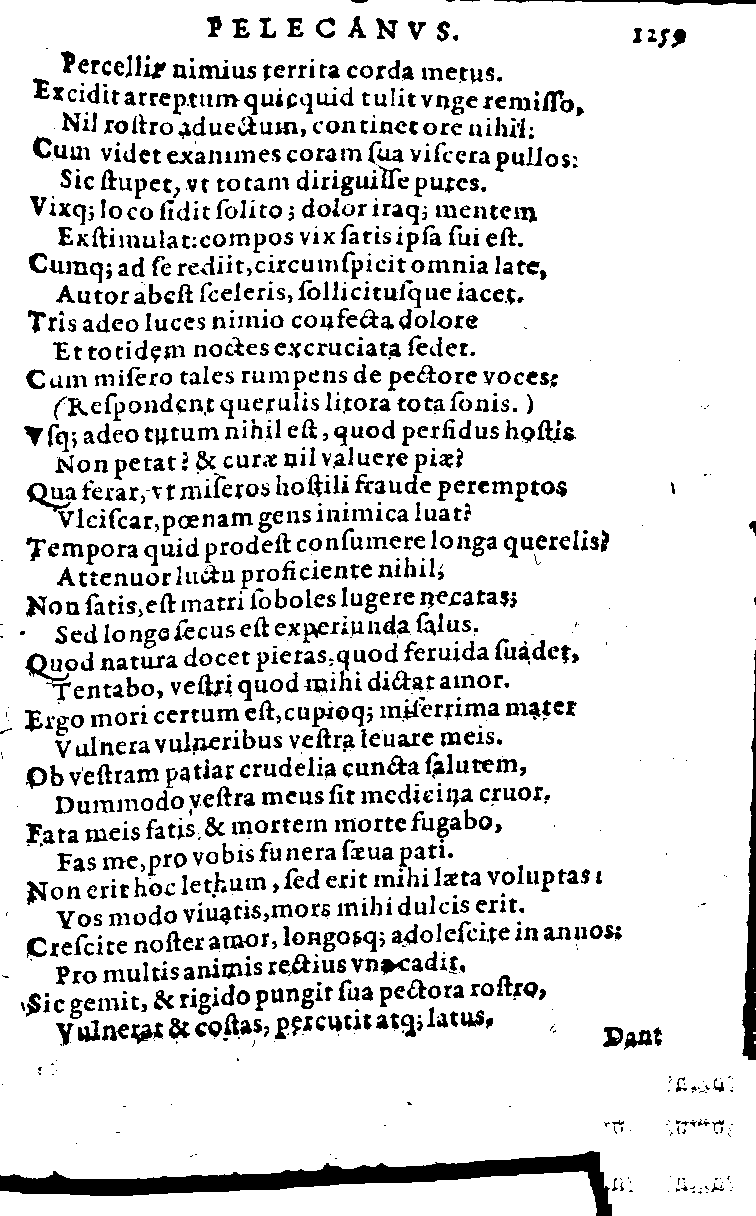 PELECANVS. 1259
Percellit nimius territa corda metus.
Excidit arreptum quicquid tulit vnge remisso,
Nil rostro aduectum, continet ore nihil:
Cum videt exanimes coram sua viscera pullos:
Sic stupet, vt totam diriguisse putes.
Vixq; loco sidit solito; dolor iraq; mentem
Exstimulat: compos vix satis ipsa sui est.
Cumq; ad se rediit, circumspicit omnia late,
Autor abest sceleris, sollicitusque iacet.
Tris adeo luces nimio confecta dolore
Et totidem noctes excruciata sedet.
Cum misero tales rumpens de pectore voces:
(Respondent querulis litora tota sonis.)
Vsq; adeo tutum nihil est, quod perfidus hostis
Non petat? & curæ nil valuere piæ?
Qua ferar, vt miseros hostili fraude peremptos
Vlciscar, pœnam gens inimica luat?
Tempora quid prodest consumere longa querelis?
Attenuor luctu proficiente nihil;
Non satis, est matri soboles lugere necatas;
Sed longe secus est experiunda salus.
Quod natura docet pietas, quod feruida suadet,
Tentabo, vestri quod mihi dictat amor.
Ergo mori certum est, cupioq; miserrima mater
Vulnera vulneribus vestra leuare meis.
Ob vestram patiar crudelia cuncta salutem,
Dummodo vestra meus sit medicina cruor.
Fata meis fatis, & mortem morte fugabo,
Fas me, pro vobis funera sæua pati.
Non erit hoc lethum, sed erit mihi læta voluptas:
Vos modo viuatis, mors mihi dulcis erit.
Crescite noster amor, longosq; adolescite in annos:
Pro multis animis rectius vna cadit.
Sic gemit, & rigido pungit sua pectora rostro,
Vulnerat & costas, percutit atq; latus,
Dant